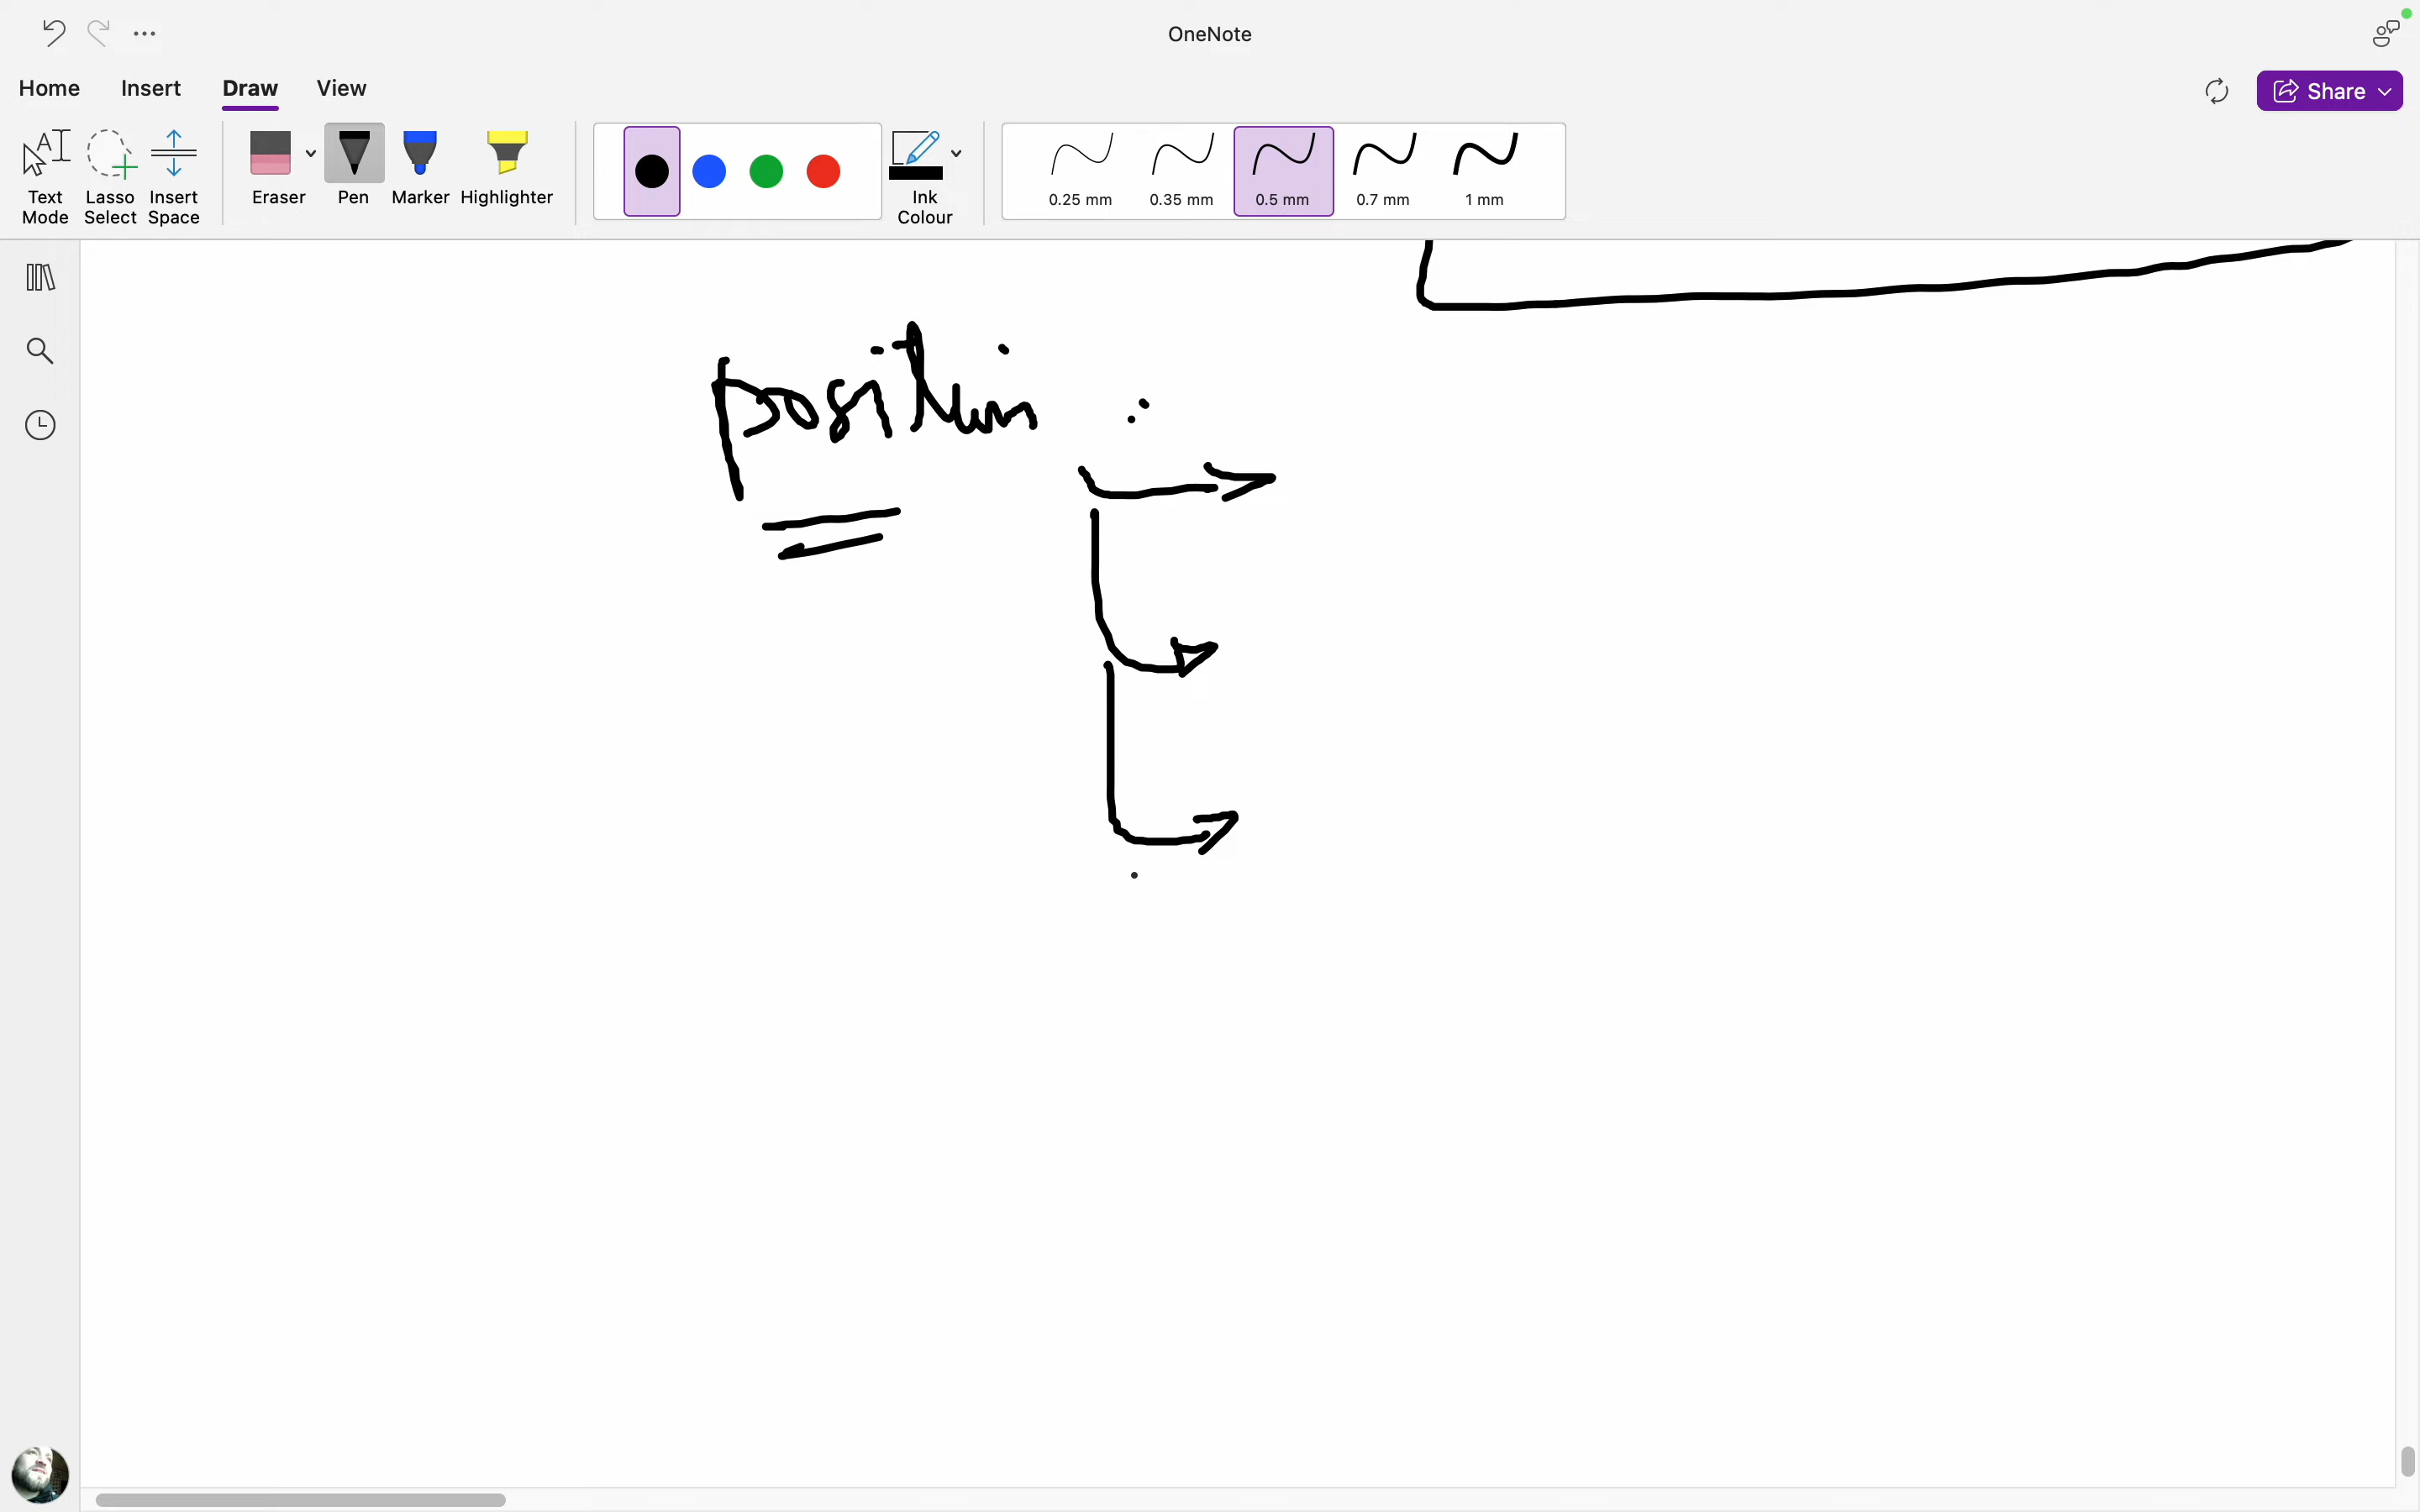 OneNote
Home Insert Draw View
Share
Text Mode
Lasso Select
Insert Space
Eraser
Pen
Marker
Highlighter
Ink Colour
0.25 mm
0.35 mm
0.5 mm
0.7 mm
1 mm
position :